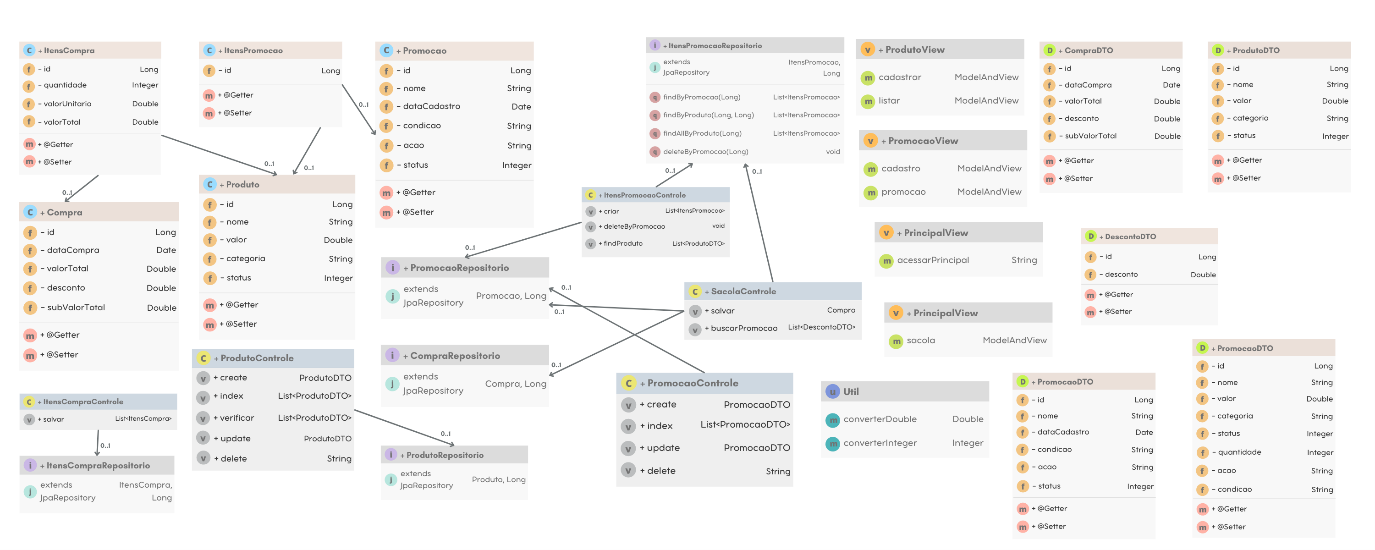 C + ItensCompra
f - id Long
f - quantidade Integer
f - valorUnitario Double
f - valorTotal Double
m + @Getter
m + @Setter
0..1
0..1
C + ItensPromocao
f - id Long
m + @Getter
m + @Setter
0..1
0..1
C + Promocao
f - id Long
f - nome String
f - dataCadastro Date
f - condicao String
f - acao String
f - status Integer
m + @Getter
m + @Setter
C + Compra
f - id Long
f - dataCompra Date
f - valorTotal Double
f - desconto Double
f - subValorTotal Double
m + @Getter
m + @Setter
C + Produto
f - id Long
f - nome String
f - valor Double
f - categoria String
f - status Integer
m + @Getter
m + @Setter
C + ItensCompraControle
v + salvar List<ItensCompra>
0..1
i + ItensCompraRepositorio
j extends JpaRepository ItensCompra, Long
C + ProdutoControle
v + create ProdutoDTO
v + index List<ProdutoDTO>
v + verificar List<ProdutoDTO>
v + update ProdutoDTO
v + delete String
0..1
i + ProdutoRepositorio
j extends JpaRepository Produto, Long
i + ItensPromocaoRepositorio
j extends JpaRepository ItensPromocao, Long
q findByPromocao(Long) List<ItensPromocao>
q findByProduto(Long, Long) List<ItensPromocao>
q findAllByProduto(Long) List<ItensPromocao>
q deleteByPromocao(Long) void
0..1
0..1
C + ItensPromocaoControle
v + criar List<ItensPromocao>
v + deleteByPromocao void
v + findProduto List<ProdutoDTO>
0..1
i + PromocaoRepositorio
j extends JpaRepository Promocao, Long
0..1
0..1
C + SacolaControle
v + salvar Compra
v + buscarPromocao List<DescontoDTO>
i + CompraRepositorio
j extends JpaRepository Compra, Long
0..1
C + PromocaoControle
v + create PromocaoDTO
v + index List<PromocaoDTO>
v + update PromocaoDTO
v + delete String
v + ProdutoView
m cadastrar ModelAndView
m listar ModelAndView
v + PromocaoView
m cadastro ModelAndView
m promocao ModelAndView
v + PrincipalView
m acessarPrincipal String
v + PrincipalView
m sacola ModelAndView
u Util
m converterDouble Double
m converterInteger Integer
D + CompraDTO
f - id Long
f - dataCompra Date
f - valorTotal Double
f - desconto Double
f - subValorTotal Double
m + @Getter
m + @Setter
D + ProdutoDTO
f - id Long
f - nome String
f - valor Double
f - categoria String
f - status Integer
m + @Getter
m + @Setter
D + DescontoDTO
f - id Long
f - desconto Double
m + @Getter
m + @Setter
D + PromocaoDTO
f - id Long
f - nome String
f - dataCadastro Date
f - condicao String
f - acao String
f - status Integer
m + @Getter
m + @Setter
D + PromocaoDTO
f - id Long
f - nome String
f - valor Double
f - categoria String
f - status Integer
f - quantidade Integer
f - acao String
f - condicao String
m + @Getter
m + @Setter